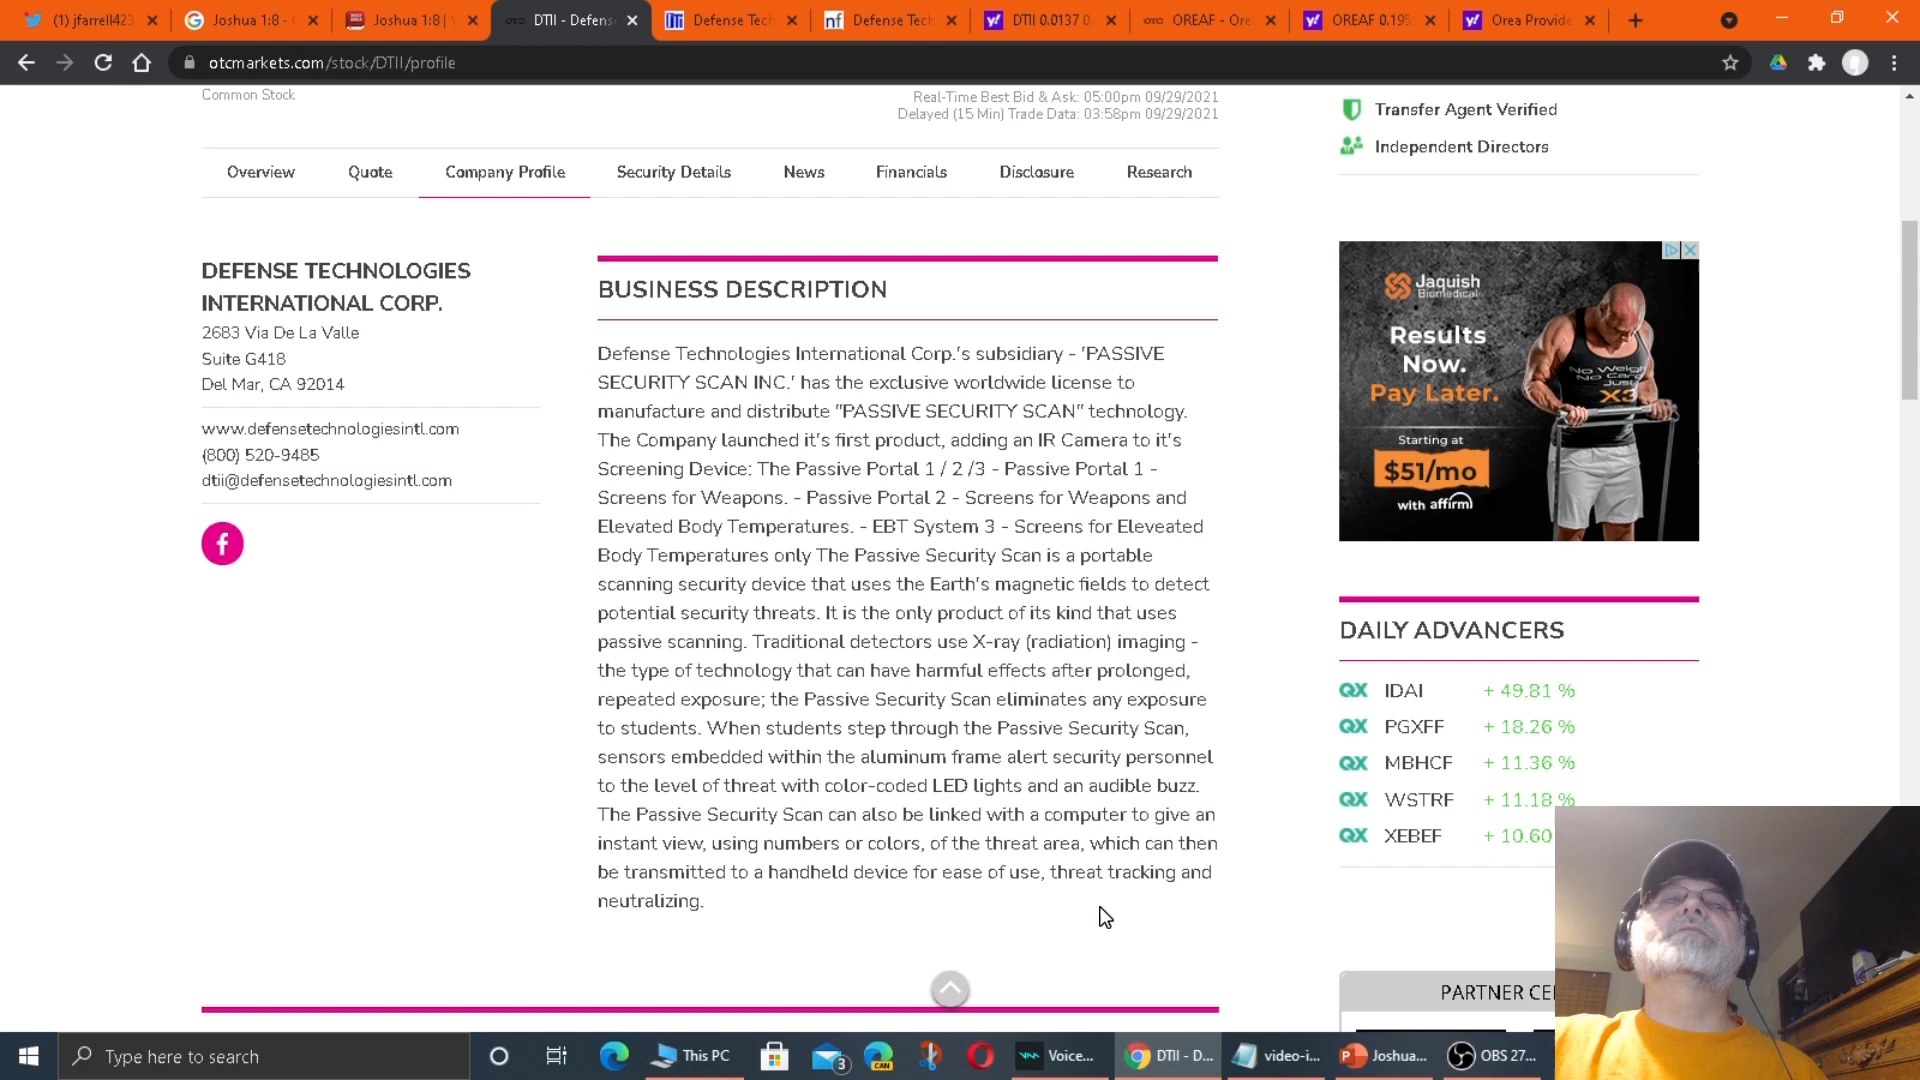 (1) jfarrell423
Joshua 1:8 -
Joshua 1:8 |
DTII - Defens
Defense Tech
Defense Tech
DTII 0.0137 0.
OREAF - Ore
OREAF 0.195
Orea Provide
otcmarkets.com/stock/DTII/profile
Common Stock
Real-Time Best Bid & Ask: 05:00pm 09/29/2021
Delayed (15 Min) Trade Data: 03:58pm 09/29/2021
Overview Quote Company Profile Security Details News Financials Disclosure Research
DEFENSE TECHNOLOGIES
INTERNATIONAL CORP.
2683 Via De La Valle
Suite G418
Del Mar, CA 92014
www.defensetechnologiesintl.com
(800) 520-9485
dtii@defensetechnologiesintl.com
BUSINESS DESCRIPTION
Defense Technologies International Corp.'s subsidiary - 'PASSIVE
SECURITY SCAN INC.' has the exclusive worldwide license to
manufacture and distribute "PASSIVE SECURITY SCAN" technology.
The Company launched it's first product, adding an IR Camera to it's
Screening Device: The Passive Portal 1 / 2 /3 - Passive Portal 1 -
Screens for Weapons. - Passive Portal 2 - Screens for Weapons and
Elevated Body Temperatures. - EBT System 3 - Screens for Eleveated
Body Temperatures only The Passive Security Scan is a portable
scanning security device that uses the Earth's magnetic fields to detect
potential security threats. It is the only product of its kind that uses
passive scanning. Traditional detectors use X-ray (radiation) imaging -
the type of technology that can have harmful effects after prolonged,
repeated exposure; the Passive Security Scan eliminates any exposure
to students. When students step through the Passive Security Scan,
sensors embedded within the aluminum frame alert security personnel
to the level of threat with color-coded LED lights and an audible buzz.
The Passive Security Scan can also be linked with a computer to give an
instant view, using numbers or colors, of the threat area, which can then
be transmitted to a handheld device for ease of use, threat tracking and
neutralizing.
Transfer Agent Verified
Independent Directors
Jaquish
Biomedical
Results
Now.
Pay Later.
Starting at
$51/mo
with affirm
No Weigh
No Car
Just
X3
DAILY ADVANCERS
QX IDAI + 49.81 %
QX PGXFF + 18.26 %
QX MBHCF + 11.36 %
QX WSTRF + 11.18 %
QX XEBEF + 10.60
PARTNER CE
Type here to search
This PC
3
CAN
Voice...
DTII - D...
video-i...
Joshua...
OBS 27...